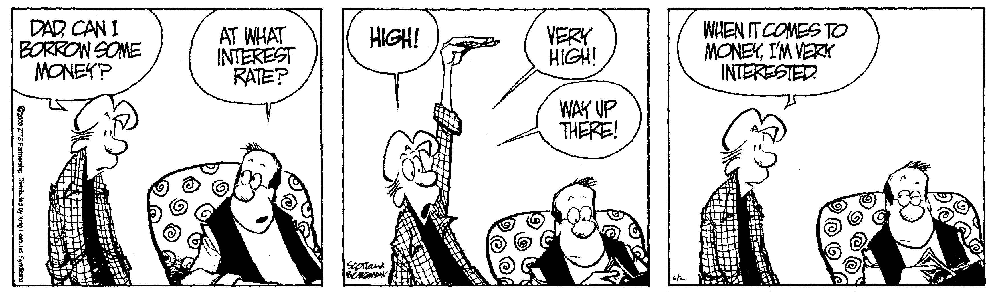 DAD, CAN I
BORROW SOME
MONEY?
AT WHAT
INTEREST
RATE?
©2003 ZITS Partnership. Distributed by King Features Syndicate
HIGH!
VERY
HIGH!
WAY UP
THERE!
SCOTT and
BORGMAN
WHEN IT COMES TO
MONEY, I'M VERY
INTERESTED.
6/2